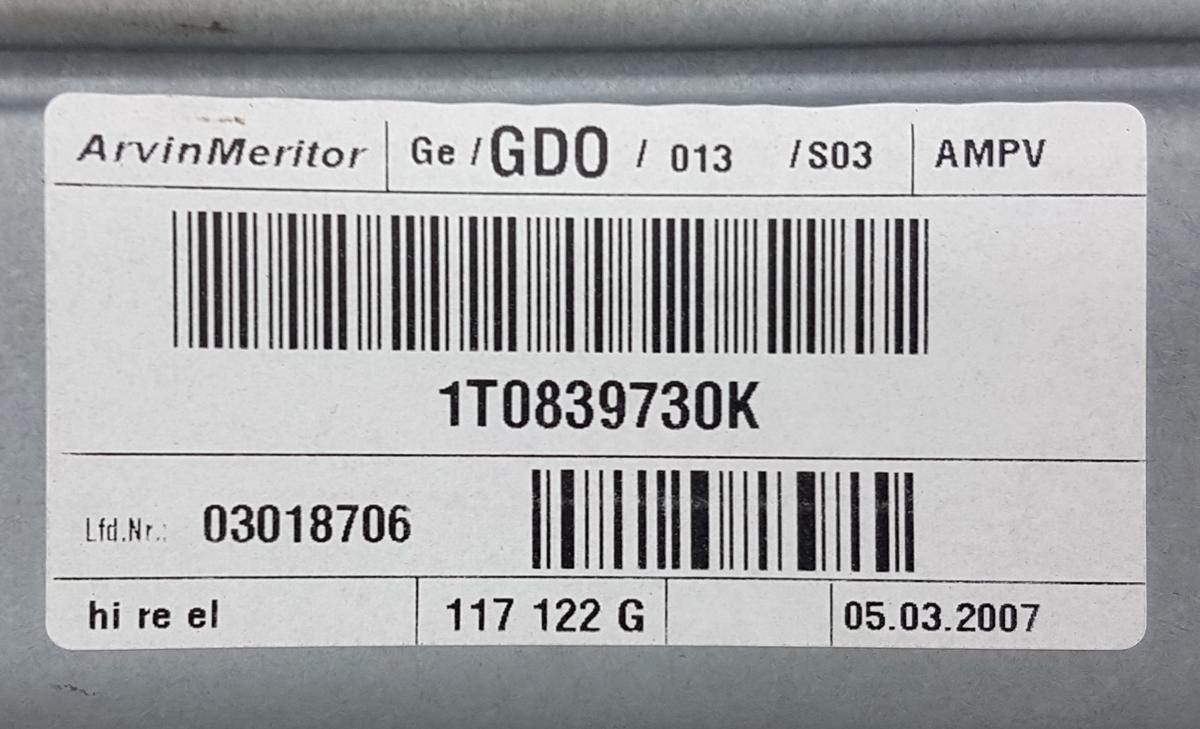 ArvinMeritor Ge / GDO / 013 / S03 AMPV
1T0839730K
Lfd.Nr.: 03018706
hi re el 117 122 G 05.03.2007